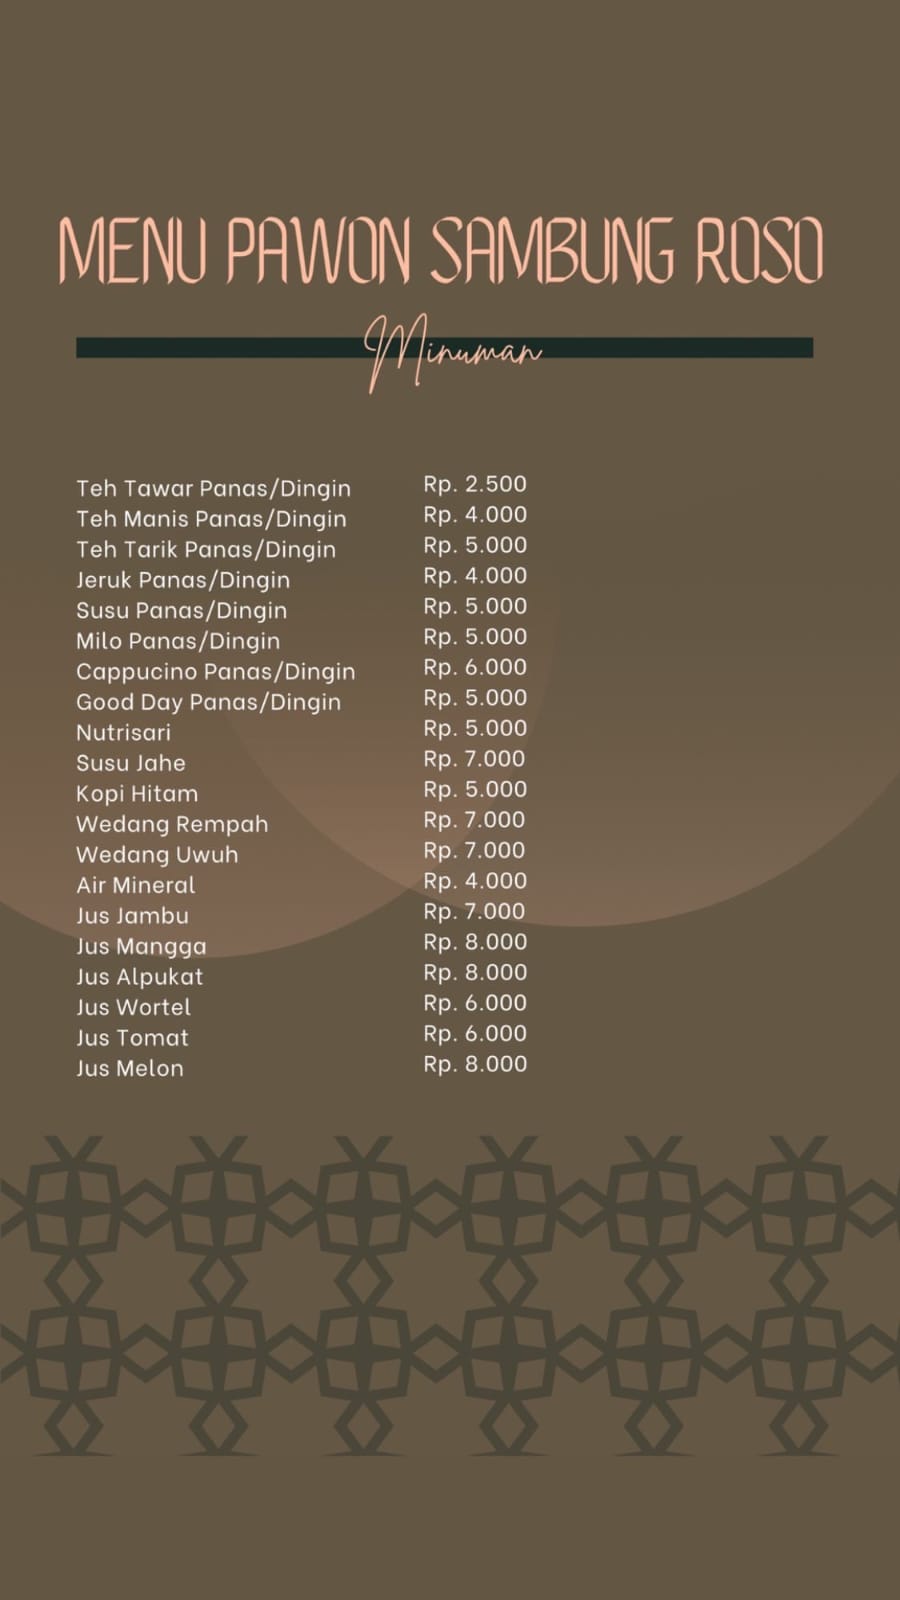 MENU PAWON SAMBUNG ROSO
Minuman
Teh Tawar Panas/Dingin Rp. 2.500
Teh Manis Panas/Dingin Rp. 4.000
Teh Tarik Panas/Dingin Rp. 5.000
Jeruk Panas/Dingin Rp. 4.000
Susu Panas/Dingin Rp. 5.000
Milo Panas/Dingin Rp. 5.000
Cappucino Panas/Dingin Rp. 6.000
Good Day Panas/Dingin Rp. 5.000
Nutrisari Rp. 5.000
Susu Jahe Rp. 7.000
Kopi Hitam Rp. 5.000
Wedang Rempah Rp. 7.000
Wedang Uwuh Rp. 7.000
Air Mineral Rp. 4.000
Jus Jambu Rp. 7.000
Jus Mangga Rp. 8.000
Jus Alpukat Rp. 8.000
Jus Wortel Rp. 6.000
Jus Tomat Rp. 6.000
Jus Melon Rp. 8.000